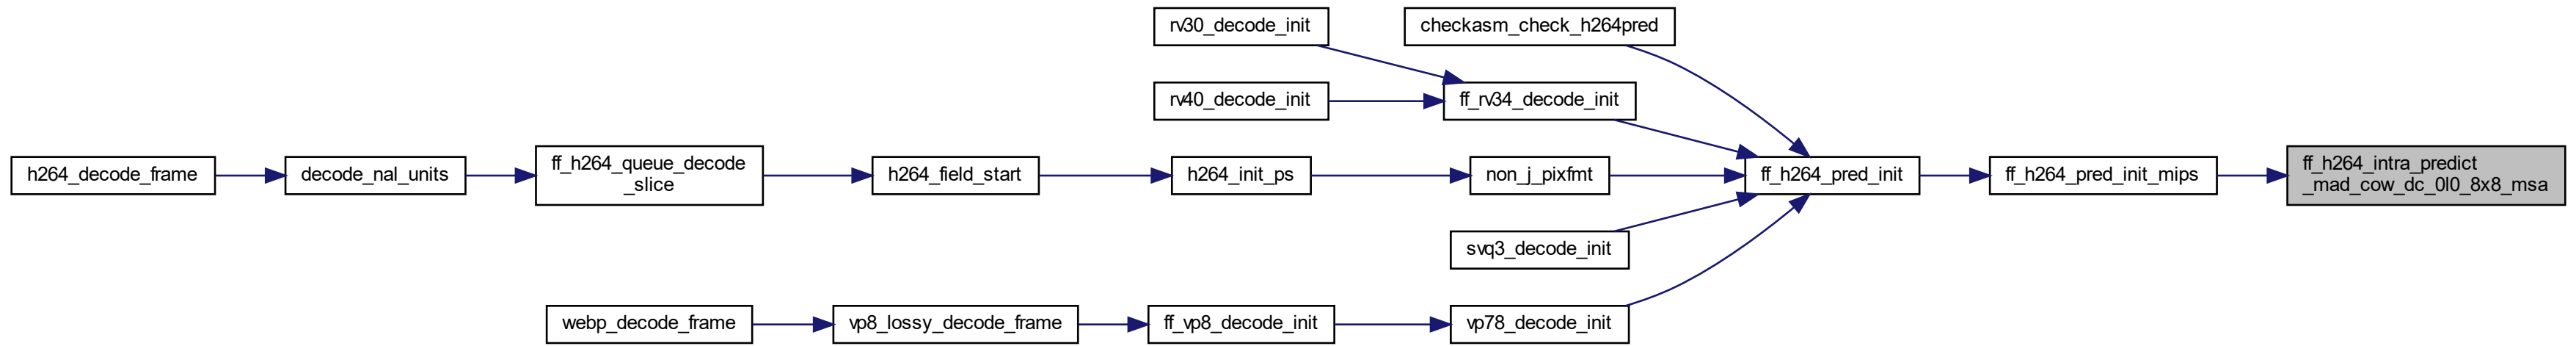 rv30_decode_init
checkasm_check_h264pred
rv40_decode_init
ff_rv34_decode_init
h264_decode_frame
decode_nal_units
ff_h264_queue_decode
_slice
h264_field_start
h264_init_ps
non_j_pixfmt
ff_h264_pred_init
ff_h264_pred_init_mips
ff_h264_intra_predict
_mad_cow_dc_0l0_8x8_msa
svq3_decode_init
webp_decode_frame
vp8_lossy_decode_frame
ff_vp8_decode_init
vp78_decode_init